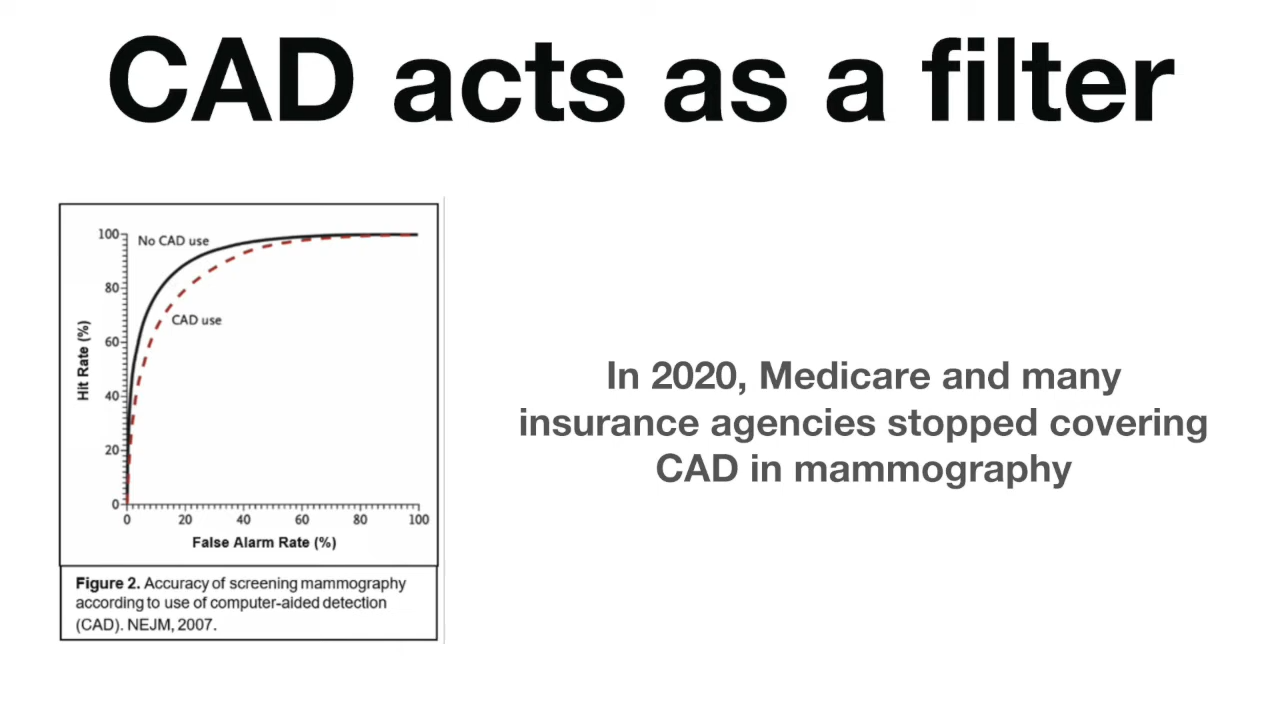 CAD acts as a filter
100
80
60
40
20
0
Hit Rate (%)
No CAD use
CAD use
0 20 40 60 80 100
False Alarm Rate (%)
Figure 2. Accuracy of screening mammography
according to use of computer-aided detection
(CAD). NEJM, 2007.
In 2020, Medicare and many
insurance agencies stopped covering
CAD in mammography